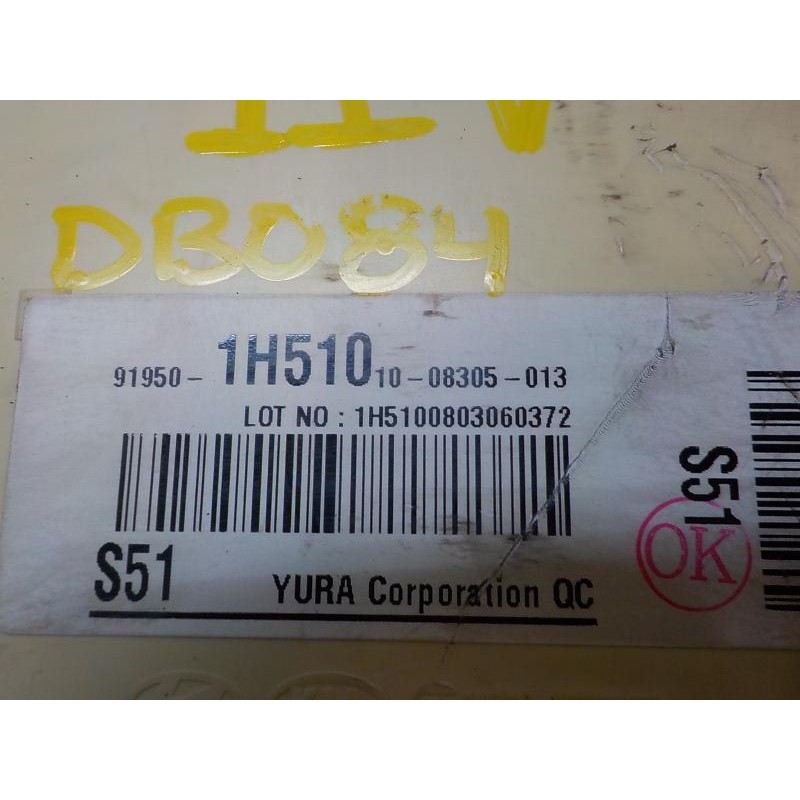 DB084
91950- 1H510 10-08305-013
LOT NO : 1H5100803060372
S51
YURA Corporation QC
S51
OK